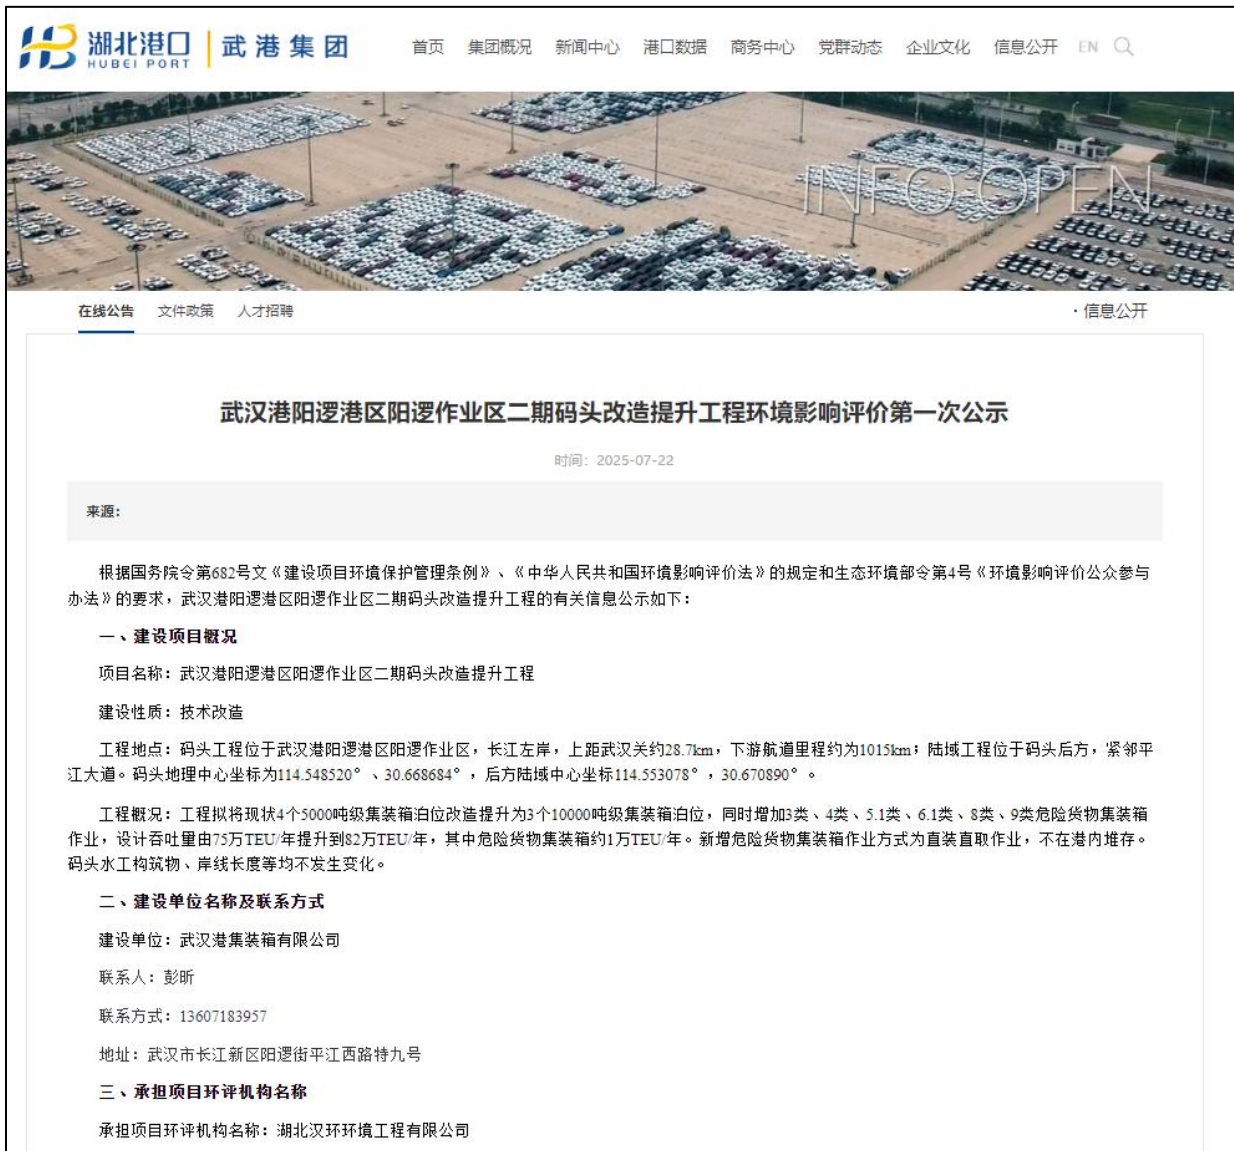 湖北港口 武港集团
HUBEI PORT
首页 集团概况 新闻中心 港口数据 商务中心 党群动态 企业文化 信息公开 EN
INFO OPEN
在线公告 文件政策 人才招聘 ·信息公开
武汉港阳逻港区阳逻作业区二期码头改造提升工程环境影响评价第一次公示
时间：2025-07-22
来源：
根据国务院令第682号文《建设项目环境保护管理条例》、《中华人民共和国环境影响评价法》的规定和生态环境部令第4号《环境影响评价公众参与
办法》的要求，武汉港阳逻港区阳逻作业区二期码头改造提升工程的有关信息公示如下：
一、建设项目概况
项目名称：武汉港阳逻港区阳逻作业区二期码头改造提升工程
建设性质：技术改造
工程地点：码头工程位于武汉港阳逻港区阳逻作业区，长江左岸，上距武汉关约28.7km，下游航道里程约为1015km；陆域工程位于码头后方，紧邻平
江大道。码头地理中心坐标为114.548520°、30.668684°，后方陆域中心坐标114.553078°，30.670890°。
工程概况：工程拟将现状4个5000吨级集装箱泊位改造提升为3个10000吨级集装箱泊位，同时增加3类、4类、5.1类、6.1类、8类、9类危险货物集装箱
作业，设计吞吐量由75万TEU/年提升到82万TEU/年，其中危险货物集装箱约1万TEU/年。新增危险货物集装箱作业方式为直装直取作业，不在港内堆存。
码头水工构筑物、岸线长度等均不发生变化。
二、建设单位名称及联系方式
建设单位：武汉港集装箱有限公司
联系人：彭昕
联系方式：13607183957
地址：武汉市长江新区阳逻街平江西路特九号
三、承担项目环评机构名称
承担项目环评机构名称：湖北汉环环境工程有限公司